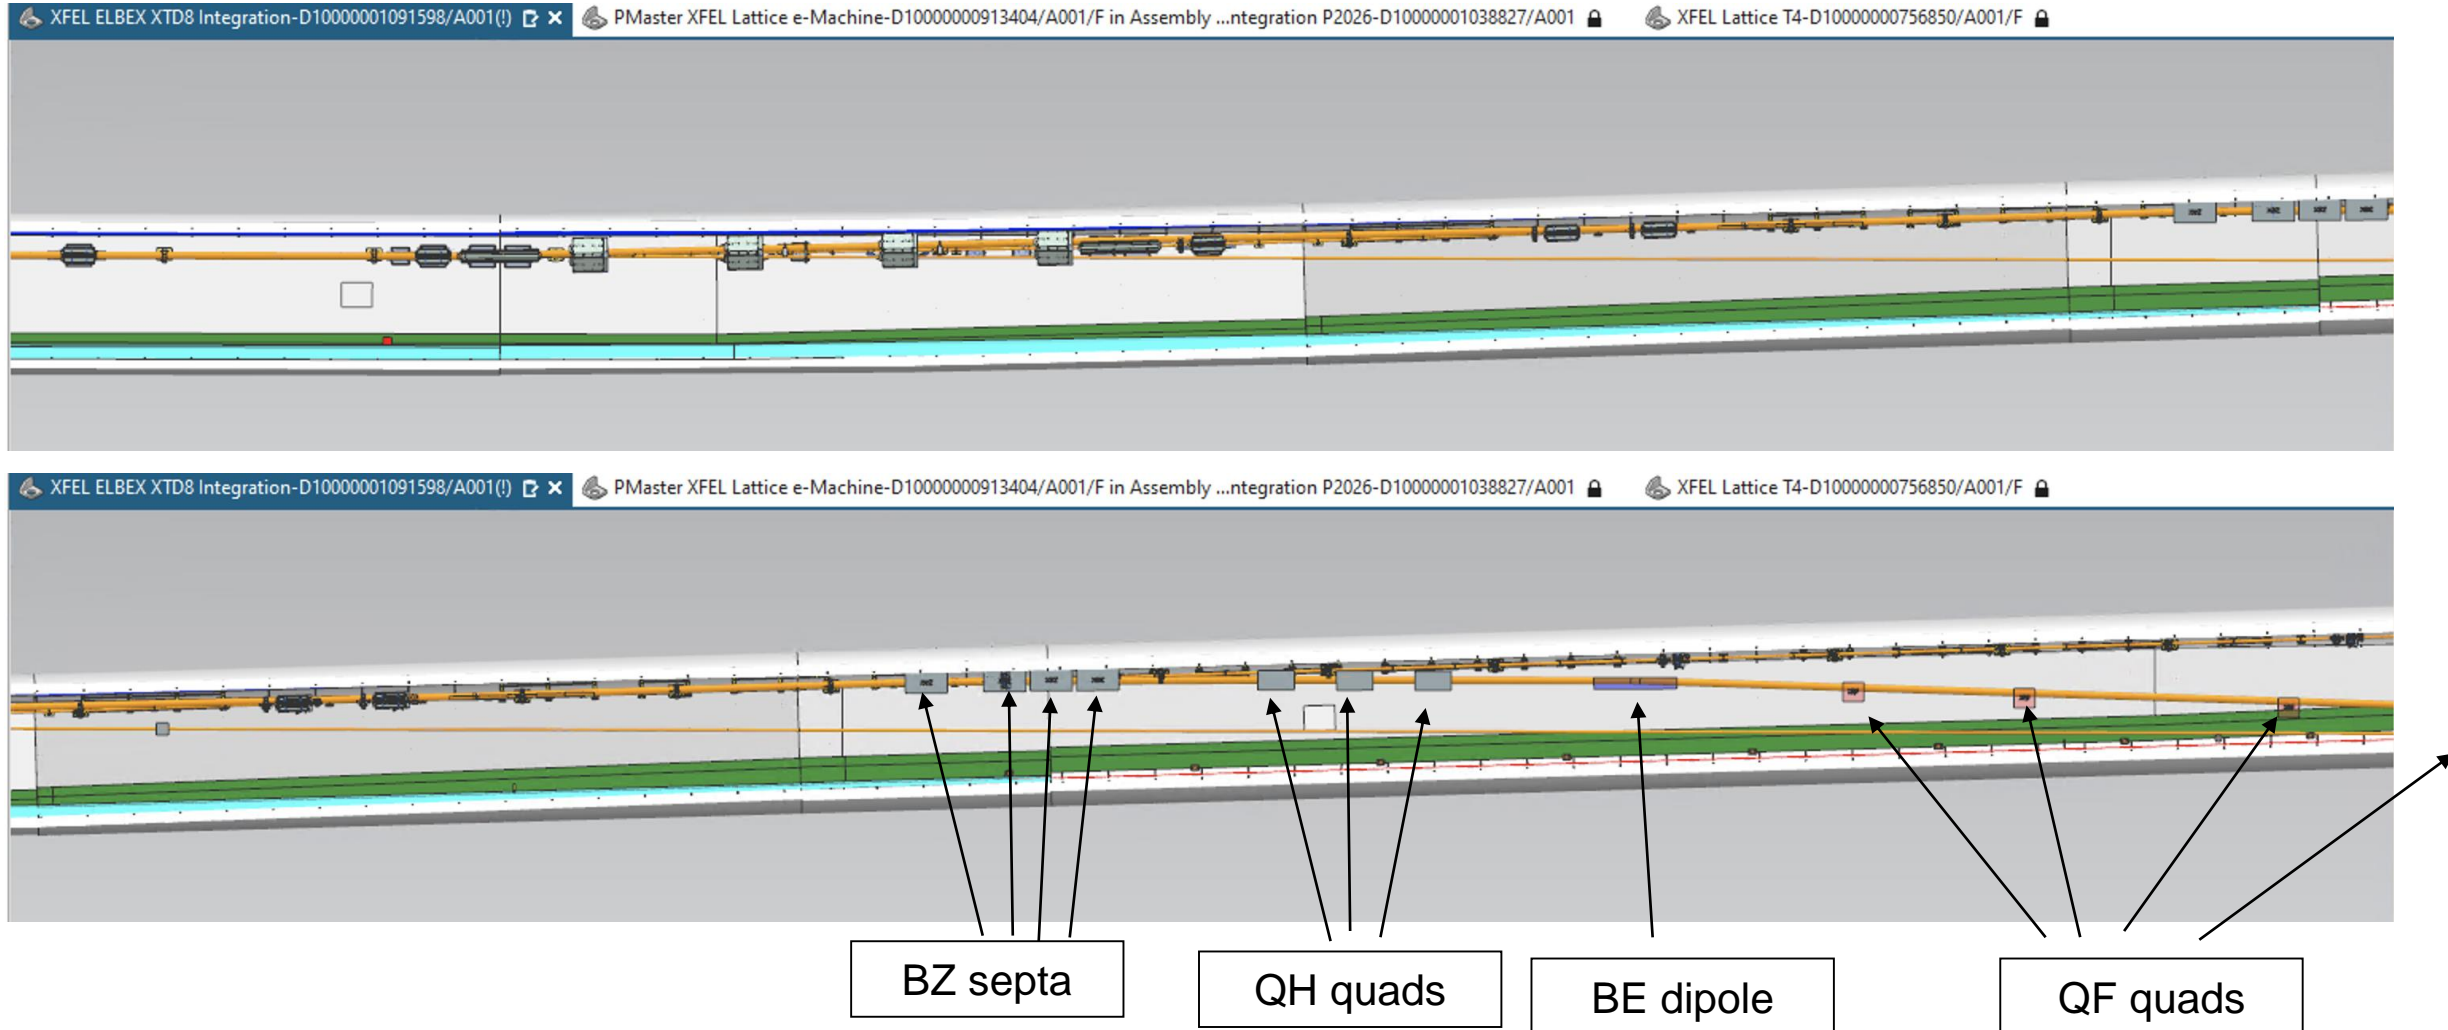 XFEL ELBEX XTD8 Integration-D10000001091598/A001(!) PMaster XFEL Lattice e-Machine-D10000000913404/A001/F in Assembly ...ntegration P2026-D10000001038827/A001 XFEL Lattice T4-D10000000756850/A001/F
XFEL ELBEX XTD8 Integration-D10000001091598/A001(!) PMaster XFEL Lattice e-Machine-D10000000913404/A001/F in Assembly ...ntegration P2026-D10000001038827/A001 XFEL Lattice T4-D10000000756850/A001/F
BZ septa
QH quads
BE dipole
QF quads